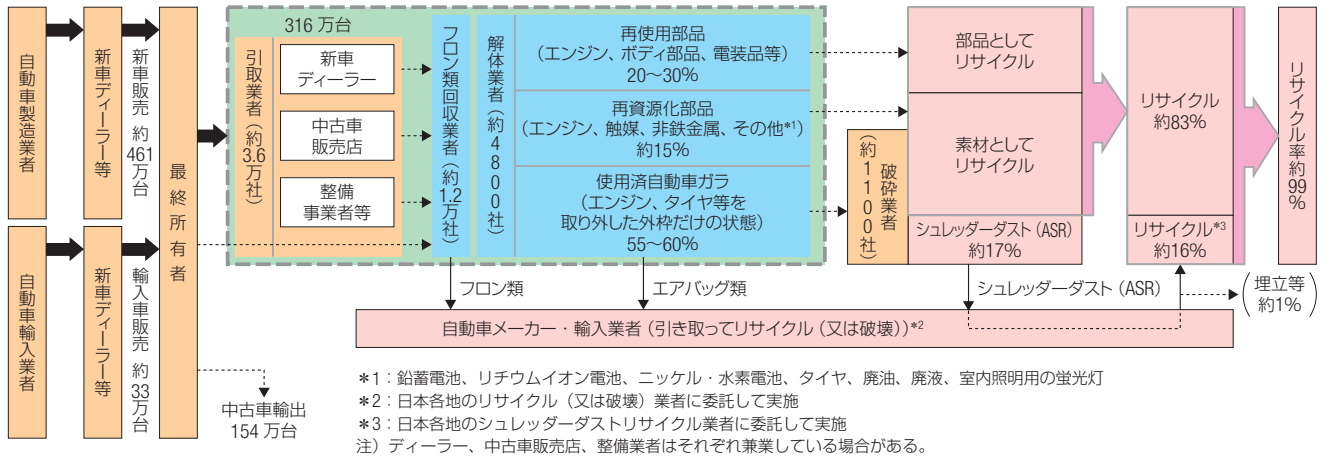 自動車製造業者
新車ディーラー等
新車販売 約461万台
自動車輸入業者
新車ディーラー等
輸入車販売 約33万台
最終所有者
中古車輸出
154 万台
316 万台
引取業者（約3.6万社）
新車
ディーラー
中古車
販売店
整備
事業者等
フロン類回収業者（約1.2万社）
解体業者（約4800社）
再使用部品
（エンジン、ボディ部品、電装品等）
20〜30%
再資源化部品
（エンジン、触媒、非鉄金属、その他*1）
約15%
使用済自動車ガラ
（エンジン、タイヤ等を
取り外した外枠だけの状態）
55〜60%
破砕業者
（約1100社）
部品として
リサイクル
素材として
リサイクル
シュレッダーダスト（ASR）
約17%
リサイクル
約83%
リサイクル*3
約16%
リサイクル率約99%
フロン類
エアバッグ類
シュレッダーダスト（ASR）
（埋立等
約1%）
自動車メーカー・輸入業者（引き取ってリサイクル（又は破壊））*2
*1：鉛蓄電池、リチウムイオン電池、ニッケル・水素電池、タイヤ、廃油、廃液、室内照明用の蛍光灯
*2：日本各地のリサイクル（又は破壊）業者に委託して実施
*3：日本各地のシュレッダーダストリサイクル業者に委託して実施
注）ディーラー、中古車販売店、整備業者はそれぞれ兼業している場合がある。